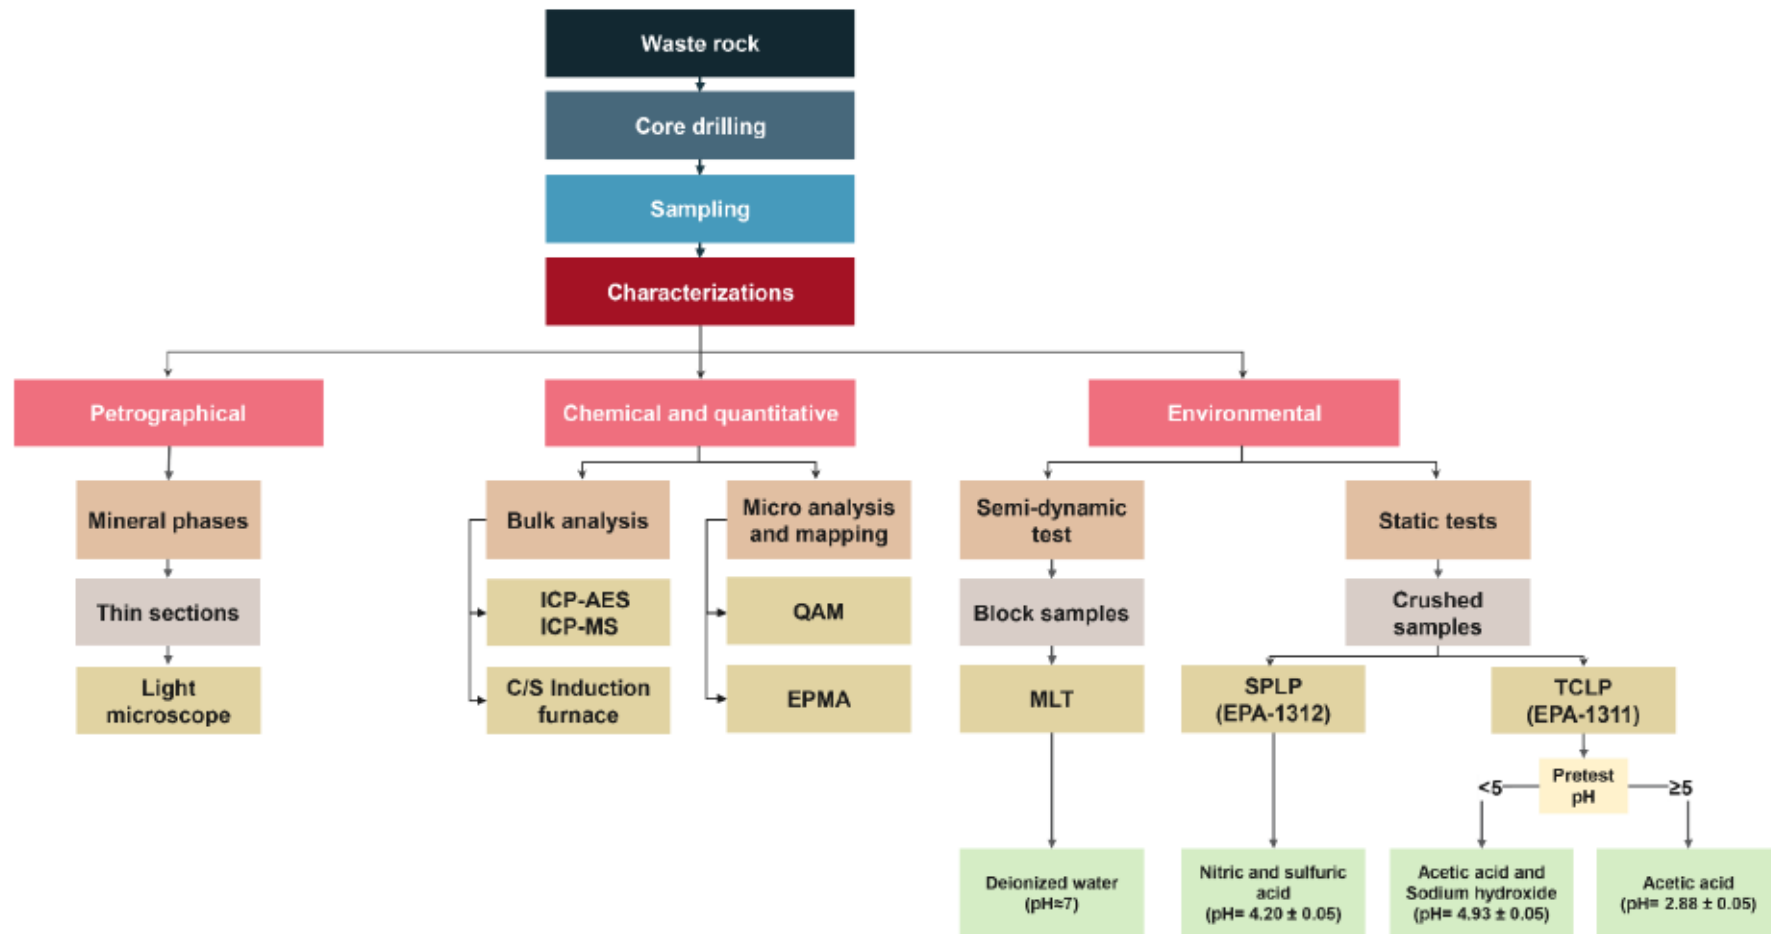 Waste rock
Core drilling
Sampling
Characterizations
Petrographical
Chemical and quantitative
Environmental
Mineral phases
Bulk analysis
Micro analysis
and mapping
Semi-dynamic
test
Static tests
Thin sections
ICP-AES
ICP-MS
QAM
Block samples
Crushed
samples
Light
microscope
C/S Induction
furnace
EPMA
MLT
SPLP
(EPA-1312)
TCLP
(EPA-1311)
<5
Pretest
pH
≥5
Deionized water
(pH≈7)
Nitric and sulfuric
acid
(pH= 4.20 ± 0.05)
Acetic acid and
Sodium hydroxide
(pH= 4.93 ± 0.05)
Acetic acid
(pH= 2.88 ± 0.05)